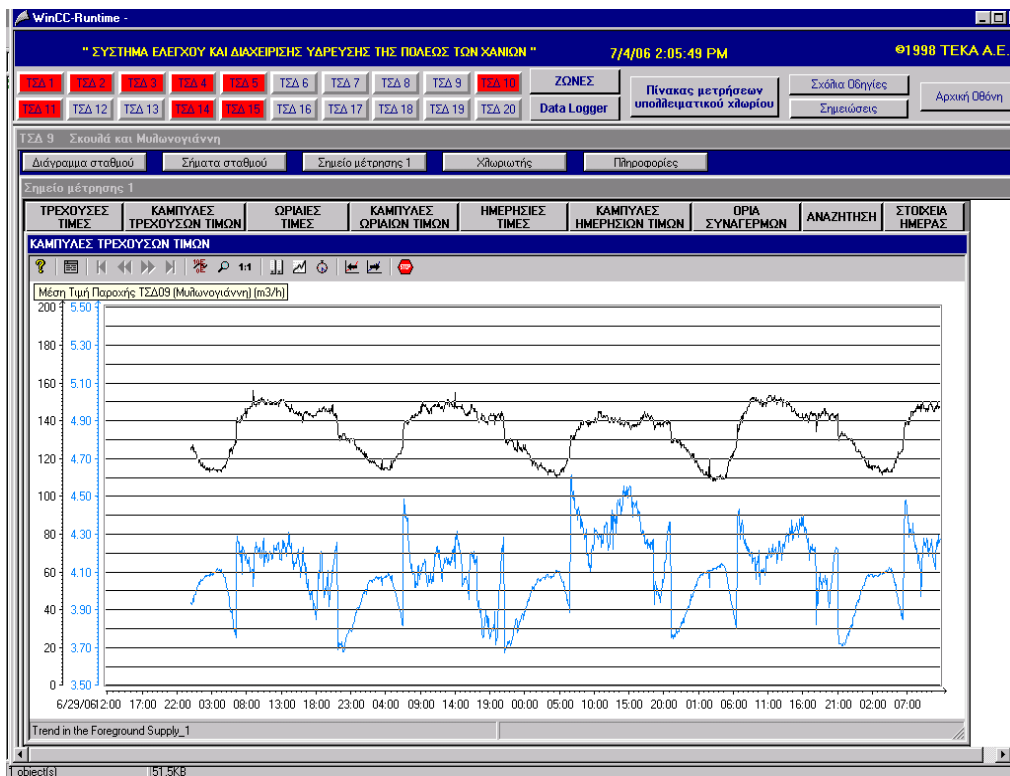 WinCC-Runtime -
" ΣΥΣΤΗΜΑ ΕΛΕΓΧΟΥ ΚΑΙ ΔΙΑΧΕΙΡΙΣΗΣ ΥΔΡΕΥΣΗΣ ΤΗΣ ΠΟΛΕΩΣ ΤΩΝ ΧΑΝΙΩΝ " 7/4/06 2:05:49 PM ©1998 ΤΕΚΑ Α.Ε.
ΤΣΔ 1 ΤΣΔ 2 ΤΣΔ 3 ΤΣΔ 4 ΤΣΔ 5 ΤΣΔ 6 ΤΣΔ 7 ΤΣΔ 8 ΤΣΔ 9 ΤΣΔ 10 ΖΩΝΕΣ
ΤΣΔ 11 ΤΣΔ 12 ΤΣΔ 13 ΤΣΔ 14 ΤΣΔ 15 ΤΣΔ 16 ΤΣΔ 17 ΤΣΔ 18 ΤΣΔ 19 ΤΣΔ 20 Data Logger
Πίνακας μετρήσεων
υπολλειματικού χλωρίου
Σχόλια Οδηγίες
Σημειώσεις
Αρχική Οθόνη
ΤΣΔ 9 Σκουλά και Μυλωνογιάννη
Διάγραμμα σταθμού Σήματα σταθμού Σημείο μέτρησης 1 Χλωριωτής Πληροφορίες
Σημείο μέτρησης 1
ΤΡΕΧΟΥΣΕΣ ΤΙΜΕΣ
ΚΑΜΠΥΛΕΣ ΤΡΕΧΟΥΣΩΝ ΤΙΜΩΝ
ΩΡΙΑΙΕΣ ΤΙΜΕΣ
ΚΑΜΠΥΛΕΣ ΩΡΙΑΙΩΝ ΤΙΜΩΝ
ΗΜΕΡΗΣΙΕΣ ΤΙΜΕΣ
ΚΑΜΠΥΛΕΣ ΗΜΕΡΗΣΙΩΝ ΤΙΜΩΝ
ΟΡΙΑ ΣΥΝΑΓΕΡΜΩΝ
ΑΝΑΖΗΤΗΣΗ
ΣΤΟΙΧΕΙΑ ΗΜΕΡΑΣ
ΚΑΜΠΥΛΕΣ ΤΡΕΧΟΥΣΩΝ ΤΙΜΩΝ
1:1
Μέση Τιμή Παροχής ΤΣΔ09 (Μυλωνογιάννη) (m3/h)
200 5.50
180 5.30
160 5.10
140 4.90
120 4.70
100 4.50
80 4.30
60 4.10
40 3.90
20 3.70
0 3.50
6/29/06 12:00 17:00 22:00 03:00 08:00 13:00 18:00 23:00 04:00 09:00 14:00 19:00 00:00 05:00 10:00 15:00 20:00 01:00 06:00 11:00 16:00 21:00 02:00 07:00
Trend in the Foreground Supply_1
1 object(s) 51,5KB